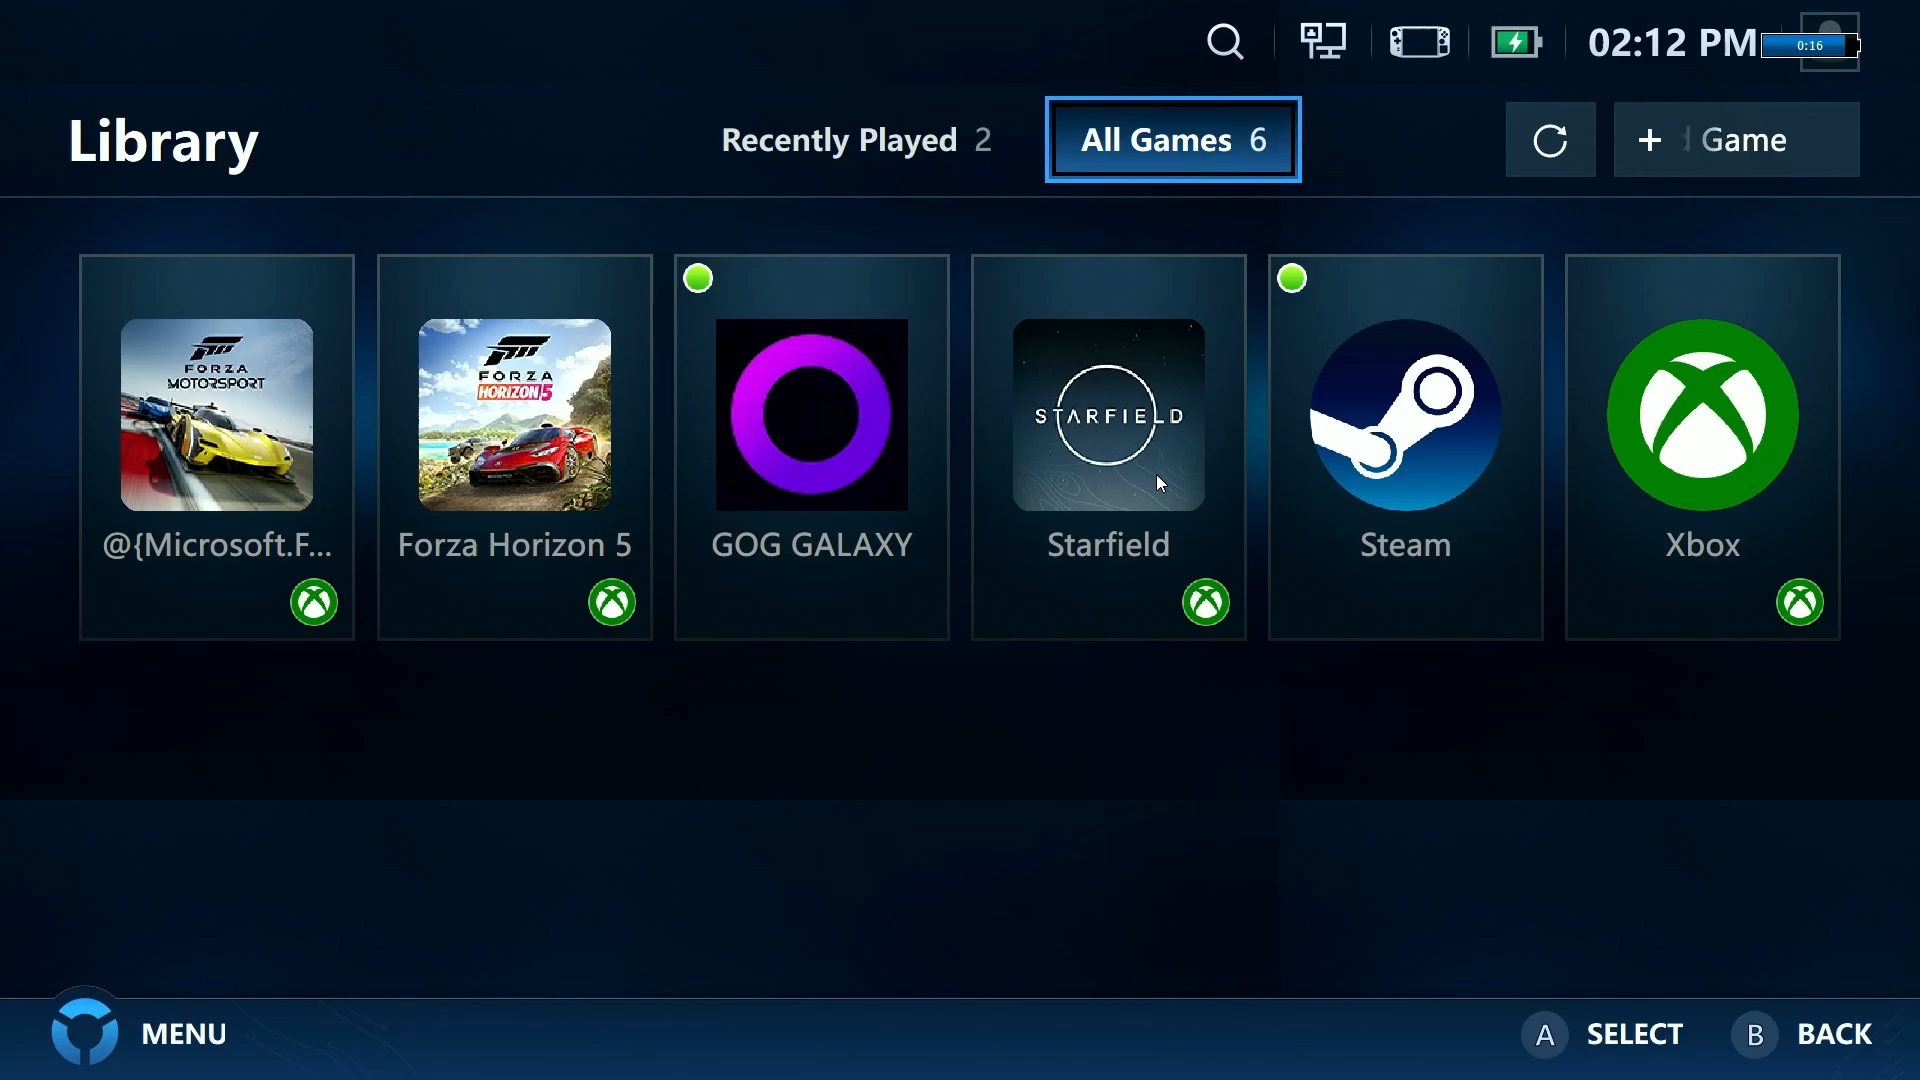 02:12 PM
0:16
Library
Recently Played 2
All Games 6
+ Game
FORZA
MOTORSPORT
FORZA
HORIZON 5
STARFIELD
@{Microsoft.F...
Forza Horizon 5
GOG GALAXY
Starfield
Steam
Xbox
MENU
A SELECT
B BACK